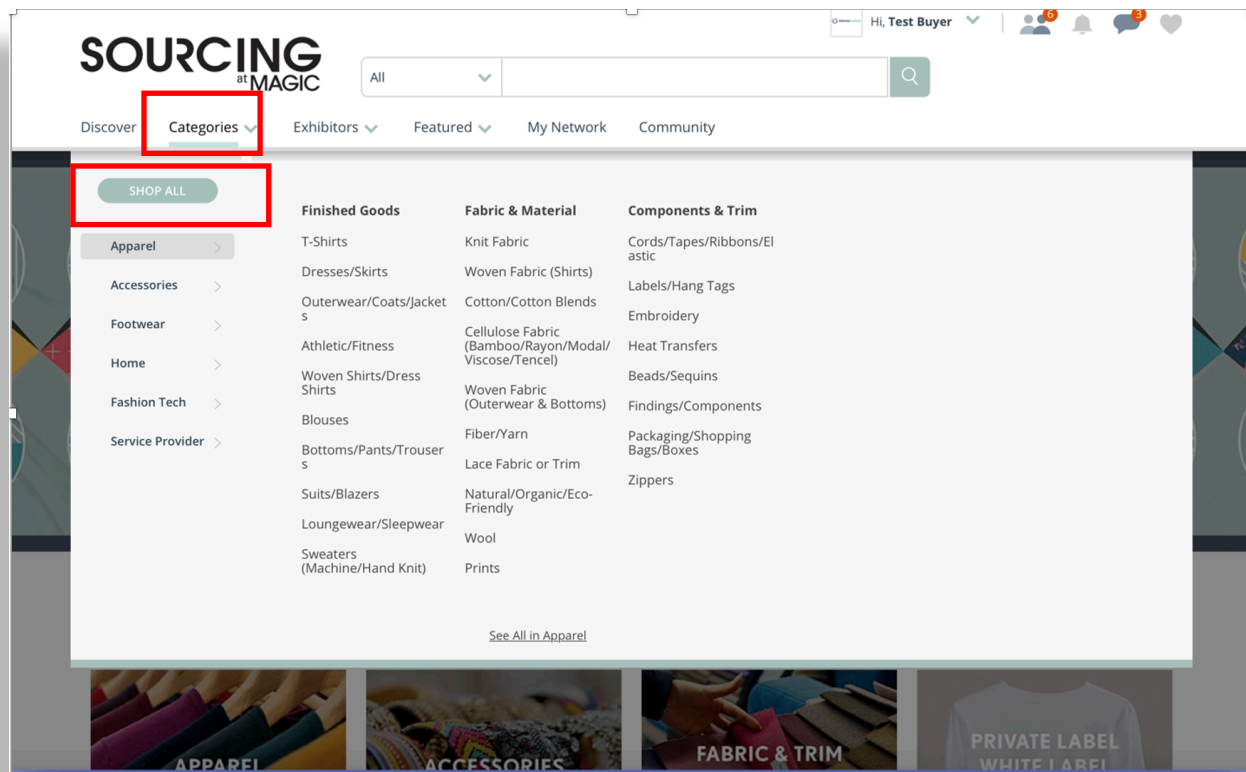 Hi, Test Buyer
6
3
SOURCING
at MAGIC
All
Discover
Categories
Exhibitors
Featured
My Network
Community
SHOP ALL
Apparel
Accessories
Footwear
Home
Fashion Tech
Service Provider
Finished Goods
T-Shirts
Dresses/Skirts
Outerwear/Coats/Jacket
s
Athletic/Fitness
Woven Shirts/Dress
Shirts
Blouses
Bottoms/Pants/Trouser
s
Suits/Blazers
Loungewear/Sleepwear
Sweaters
(Machine/Hand Knit)
Fabric & Material
Knit Fabric
Woven Fabric (Shirts)
Cotton/Cotton Blends
Cellulose Fabric
(Bamboo/Rayon/Modal/
Viscose/Tencel)
Woven Fabric
(Outerwear & Bottoms)
Fiber/Yarn
Lace Fabric or Trim
Natural/Organic/Eco-
Friendly
Wool
Prints
Components & Trim
Cords/Tapes/Ribbons/El
astic
Labels/Hang Tags
Embroidery
Heat Transfers
Beads/Sequins
Findings/Components
Packaging/Shopping
Bags/Boxes
Zippers
See All in Apparel
APPAREL
ACCESSORIES
FABRIC & TRIM
PRIVATE LABEL
WHITE LABEL